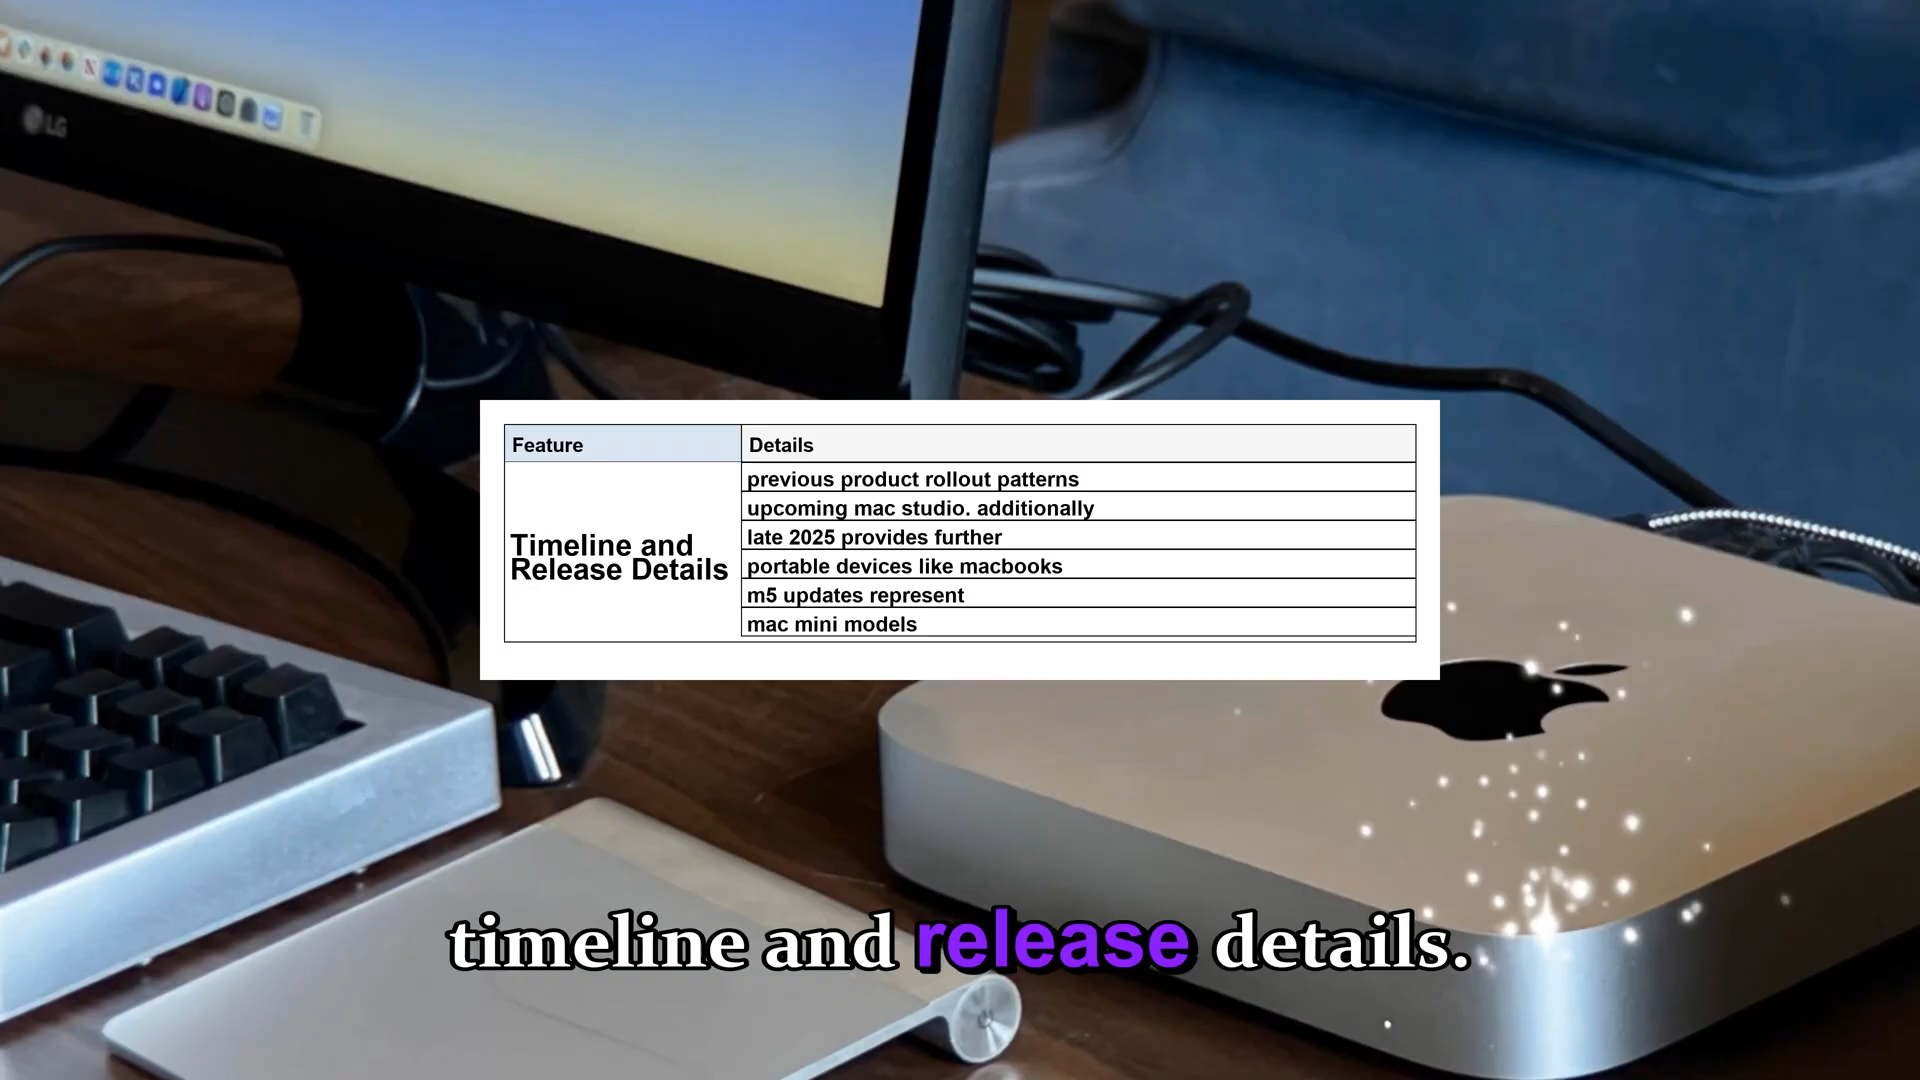 LG
Feature
Details
Timeline and
Release Details
previous product rollout patterns
upcoming mac studio. additionally
late 2025 provides further
portable devices like macbooks
m5 updates represent
mac mini models
timeline and release details.